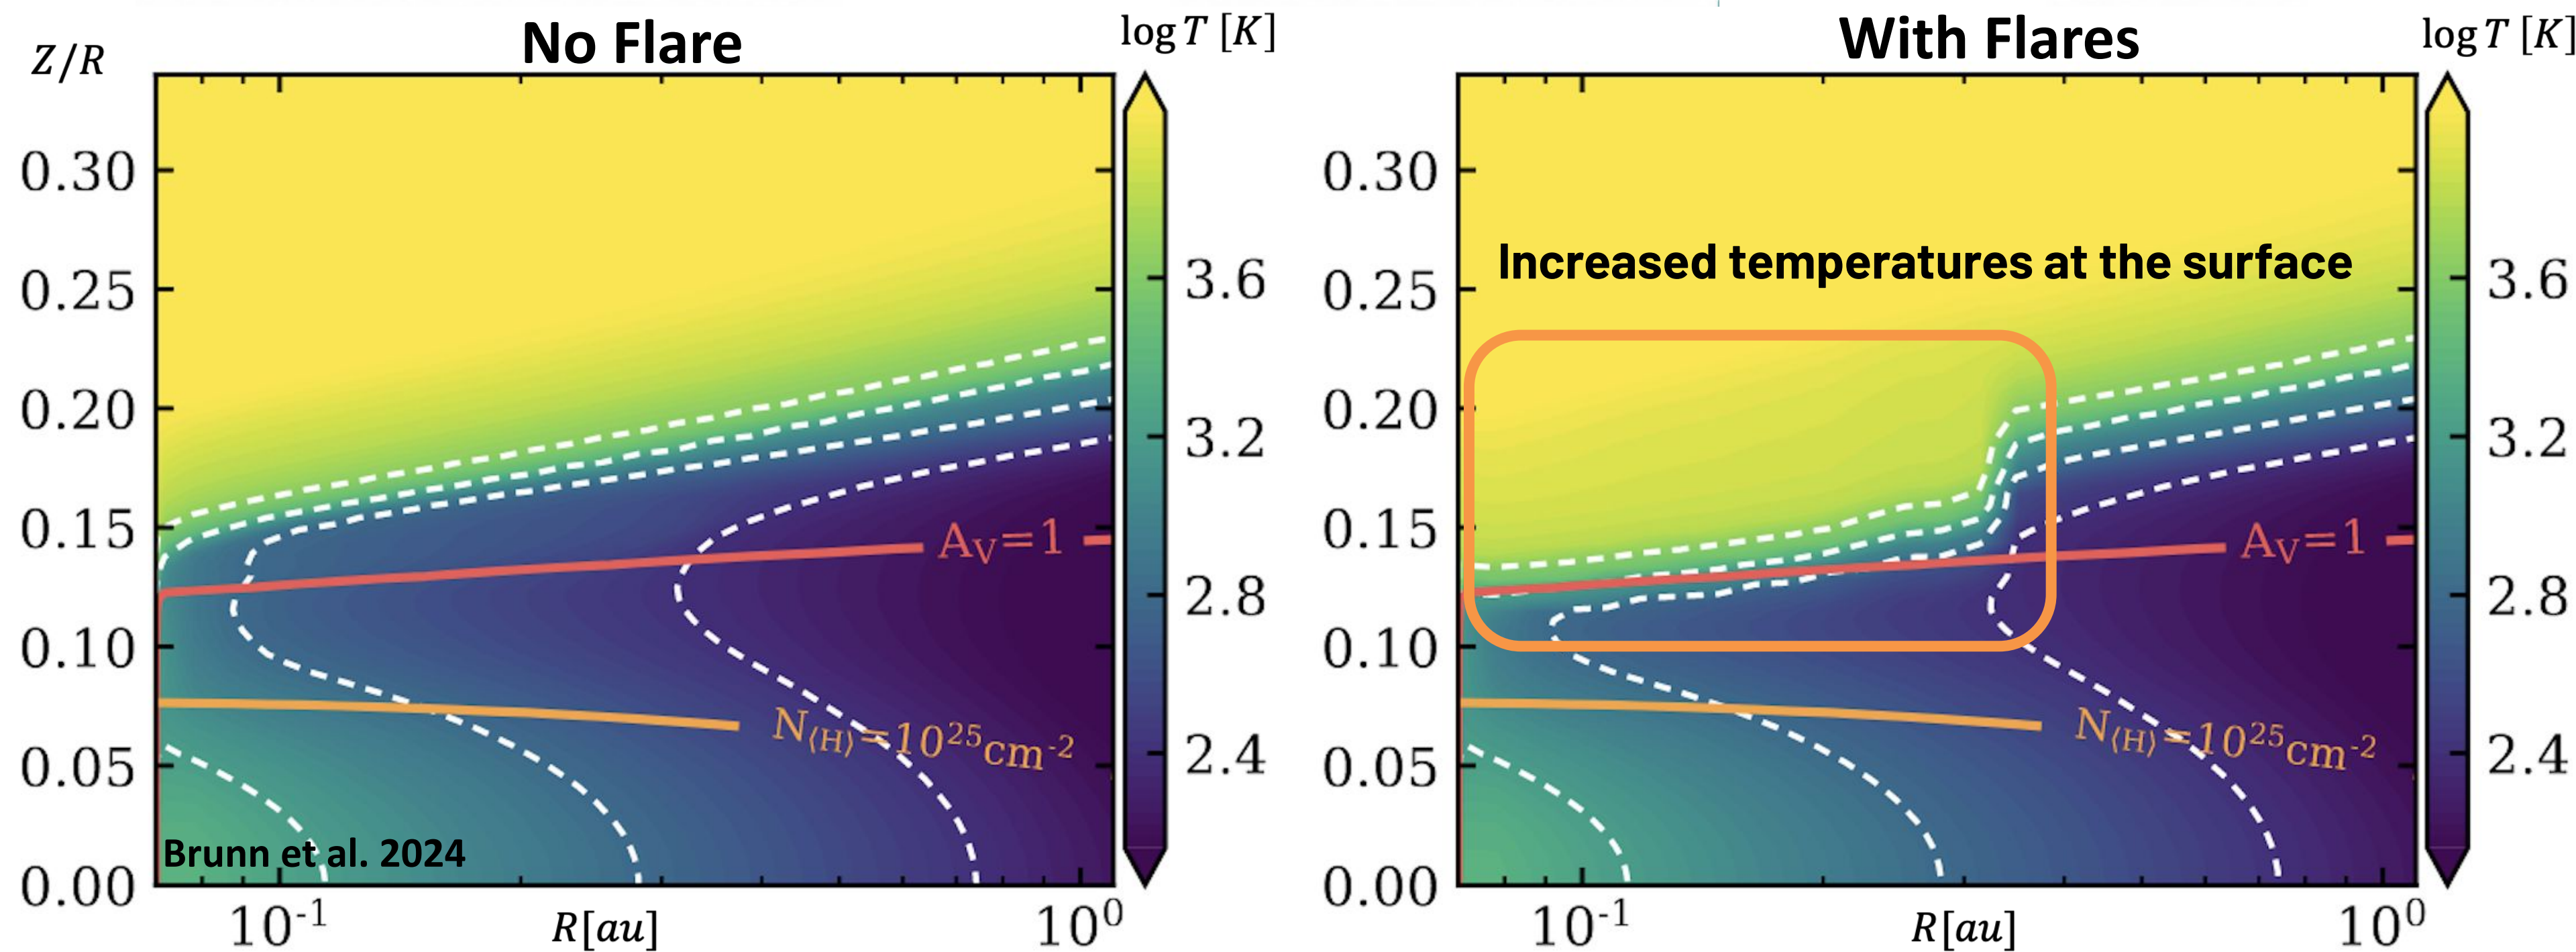 No Flare
log T [K]
Z/R
0.30
0.25
0.20
0.15
0.10
0.05
0.00
3.6
3.2
2.8
2.4
A_V=1
N_⟨H⟩=10^25 cm^-2
Brunn et al. 2024
10^-1
R[au]
10^0
With Flares
log T [K]
0.30
0.25
0.20
0.15
0.10
0.05
0.00
3.6
3.2
2.8
2.4
Increased temperatures at the surface
A_V=1
N_⟨H⟩=10^25 cm^-2
10^-1
R[au]
10^0